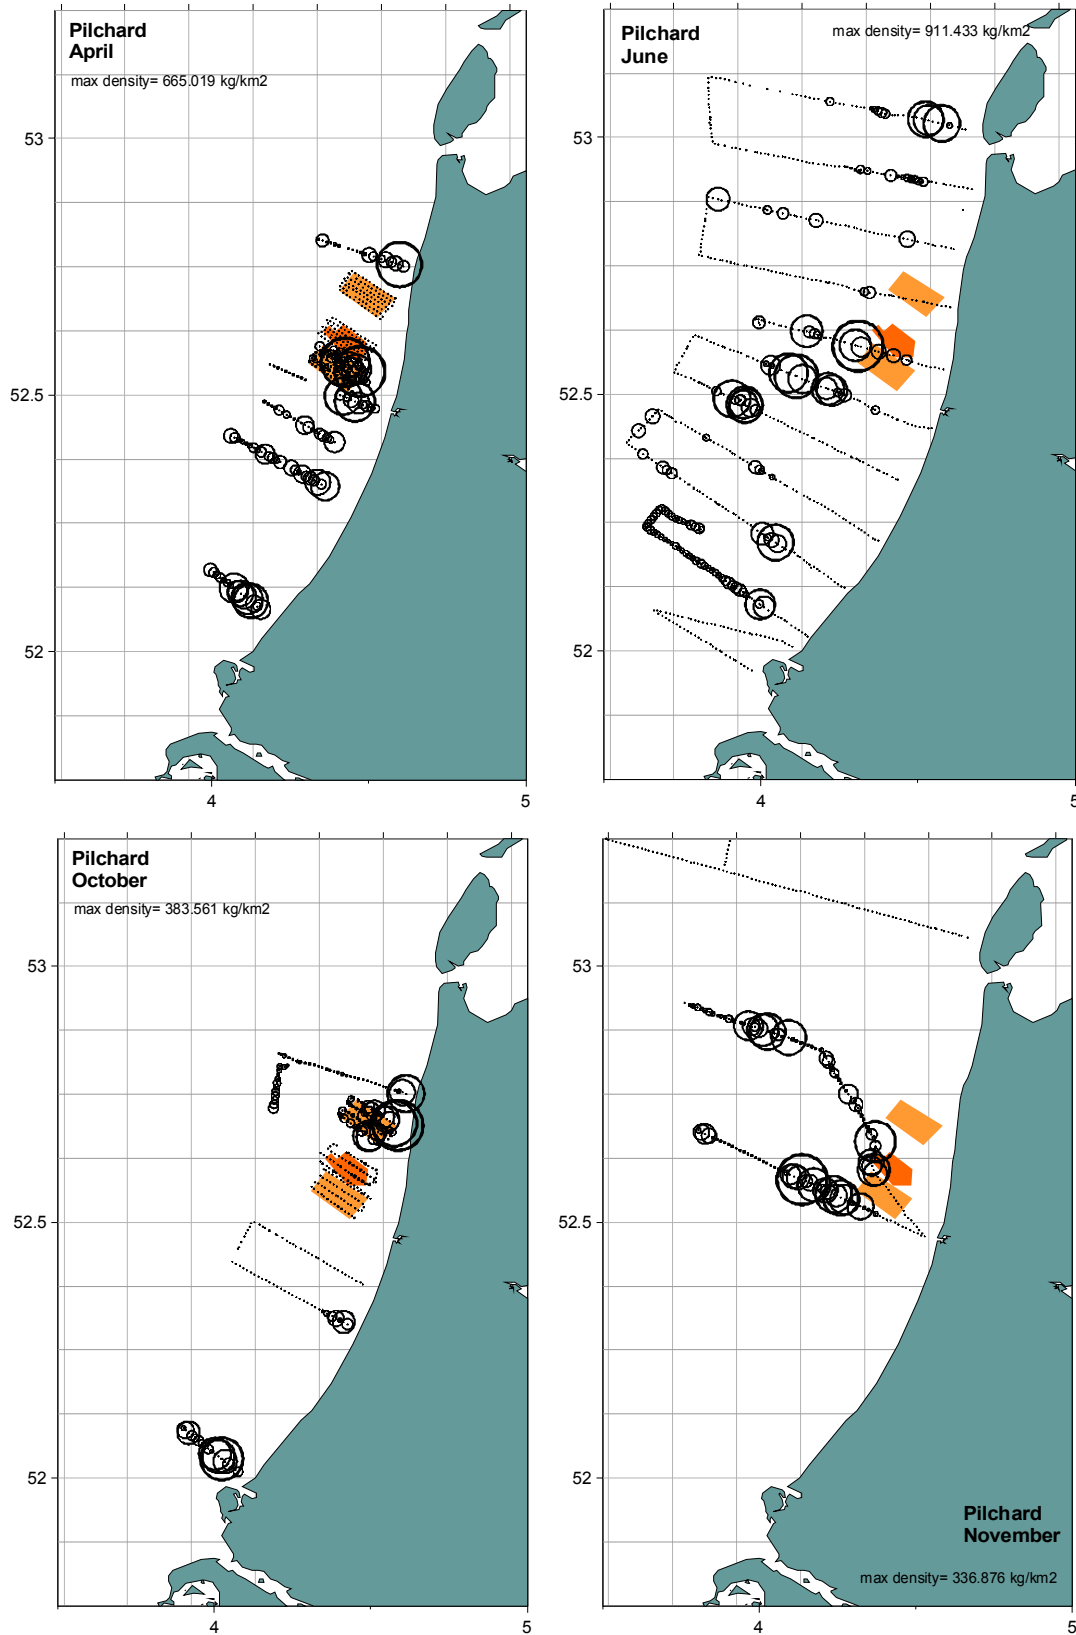 Pilchard
April
max density= 665.019 kg/km2
53
52.5
52
4
5
Pilchard
June
max density= 911.433 kg/km2
53
52.5
52
4
5
Pilchard
October
max density= 383.561 kg/km2
53
52.5
52
4
5
53
52.5
52
Pilchard
November
max density= 336.876 kg/km2
4
5